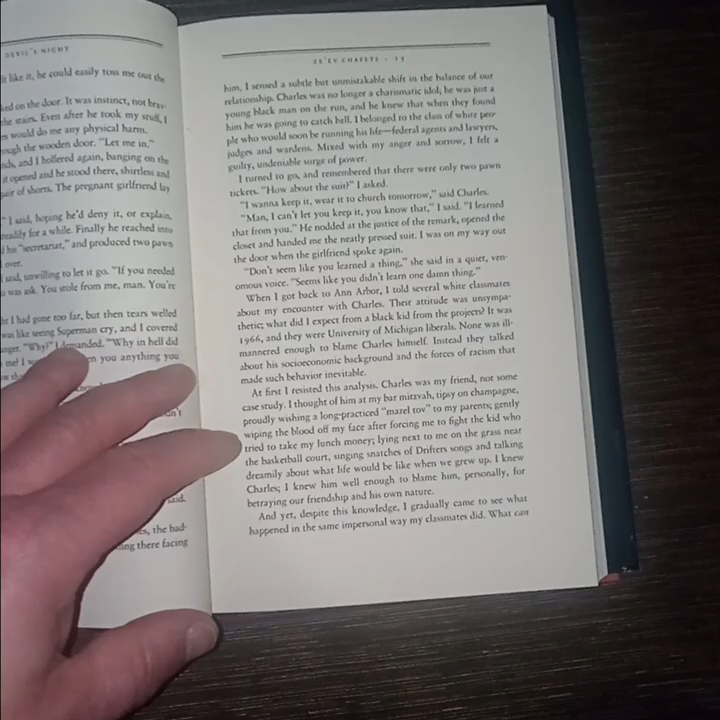 DEVIL'S NIGHT
lt like it, he could easily toss me out the
ed on the door. It was instinct, not brav-
he stairs. Even after he took my stuff, I
es would do me any physical harm.
ough the wooden door. "Let me in."
nds, and I hollered again, banging on the
it opened and he stood there, shirtless and
pair of shorts. The pregnant girlfriend lay
" I said, hoping he'd deny it, or explain.
teadily for a while. Finally he reached into
d his "secretariat," and produced two pawn
l over.
I said, unwilling to let it go. "If you needed
o was ask. You stole from me, man. You're
ht I had gone too far, but then tears welled
was like seeing Superman cry, and I covered
anger. "Why?" I demanded. "Why in hell did
me? I en you anything you
said.
es, the bad-
ing there facing
ZE'EV CHAFETS · 15
him, I sensed a subtle but unmistakable shift in the balance of our
relationship. Charles was no longer a charismatic idol; he was just a
young black man on the run, and he knew that when they found
him he was going to catch hell. I belonged to the class of white peo-
ple who would soon be running his life—federal agents and lawyers,
judges and wardens. Mixed with my anger and sorrow, I felt a
guilty, undeniable surge of power.
I turned to go, and remembered that there were only two pawn
tickets. "How about the suit?" I asked.
"I wanna keep it, wear it to church tomorrow," said Charles.
"Man, I can't let you keep it, you know that," I said. "I learned
that from you." He nodded at the justice of the remark, opened the
closet and handed me the neatly pressed suit. I was on my way out
the door when the girlfriend spoke again.
"Don't seem like you learned a thing," she said in a quiet, ven-
omous voice. "Seems like you didn't learn one damn thing."
When I got back to Ann Arbor, I told several white classmates
about my encounter with Charles. Their attitude was unsympa-
thetic; what did I expect from a black kid from the projects? It was
1966, and they were University of Michigan liberals. None was ill-
mannered enough to blame Charles himself. Instead they talked
about his socioeconomic background and the forces of racism that
made such behavior inevitable.
At first I resisted this analysis. Charles was my friend, not some
case study. I thought of him at my bar mitzvah, tipsy on champagne,
proudly wishing a long-practiced "mazel tov" to my parents; gently
wiping the blood off my face after forcing me to fight the kid who
tried to take my lunch money; lying next to me on the grass near
the basketball court, singing snatches of Drifters songs and talking
dreamily about what life would be like when we grew up. I knew
Charles; I knew him well enough to blame him, personally, for
betraying our friendship and his own nature.
And yet, despite this knowledge, I gradually came to see what
happened in the same impersonal way my classmates did. What can